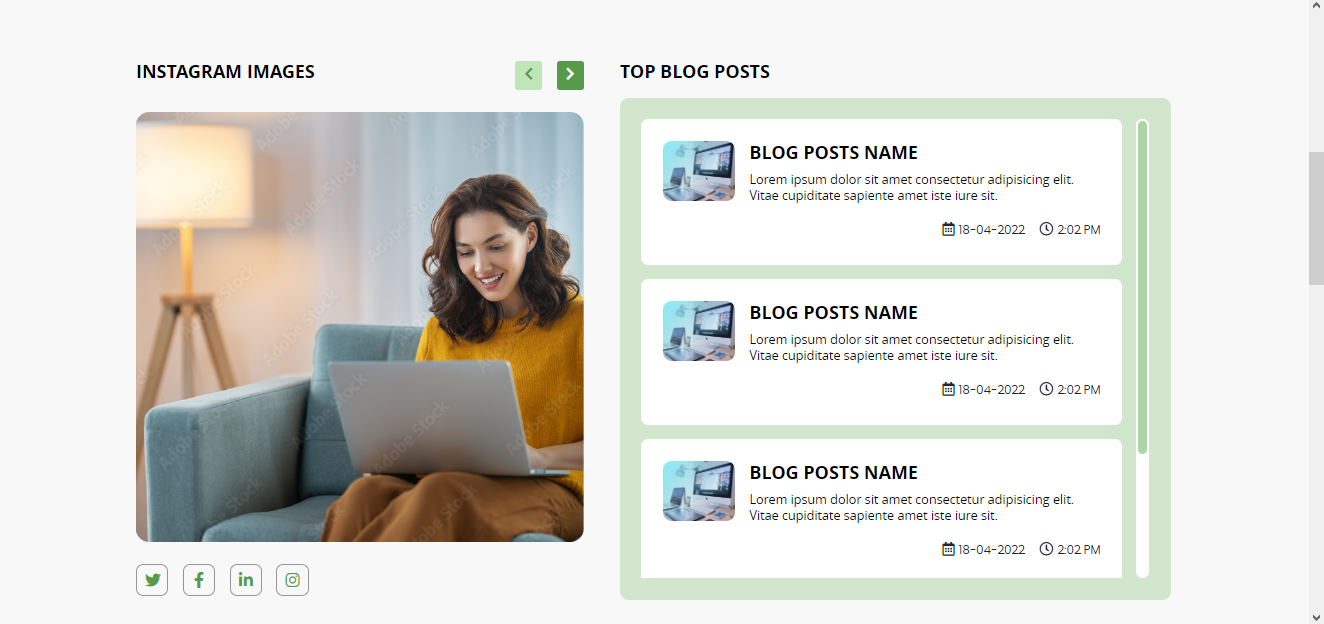 INSTAGRAM IMAGES
Adobe Stock
TOP BLOG POSTS
BLOG POSTS NAME
Lorem ipsum dolor sit amet consectetur adipisicing elit.
Vitae cupiditate sapiente amet iste iure sit.
18-04-2022 2:02 PM
BLOG POSTS NAME
Lorem ipsum dolor sit amet consectetur adipisicing elit.
Vitae cupiditate sapiente amet iste iure sit.
18-04-2022 2:02 PM
BLOG POSTS NAME
Lorem ipsum dolor sit amet consectetur adipisicing elit.
Vitae cupiditate sapiente amet iste iure sit.
18-04-2022 2:02 PM